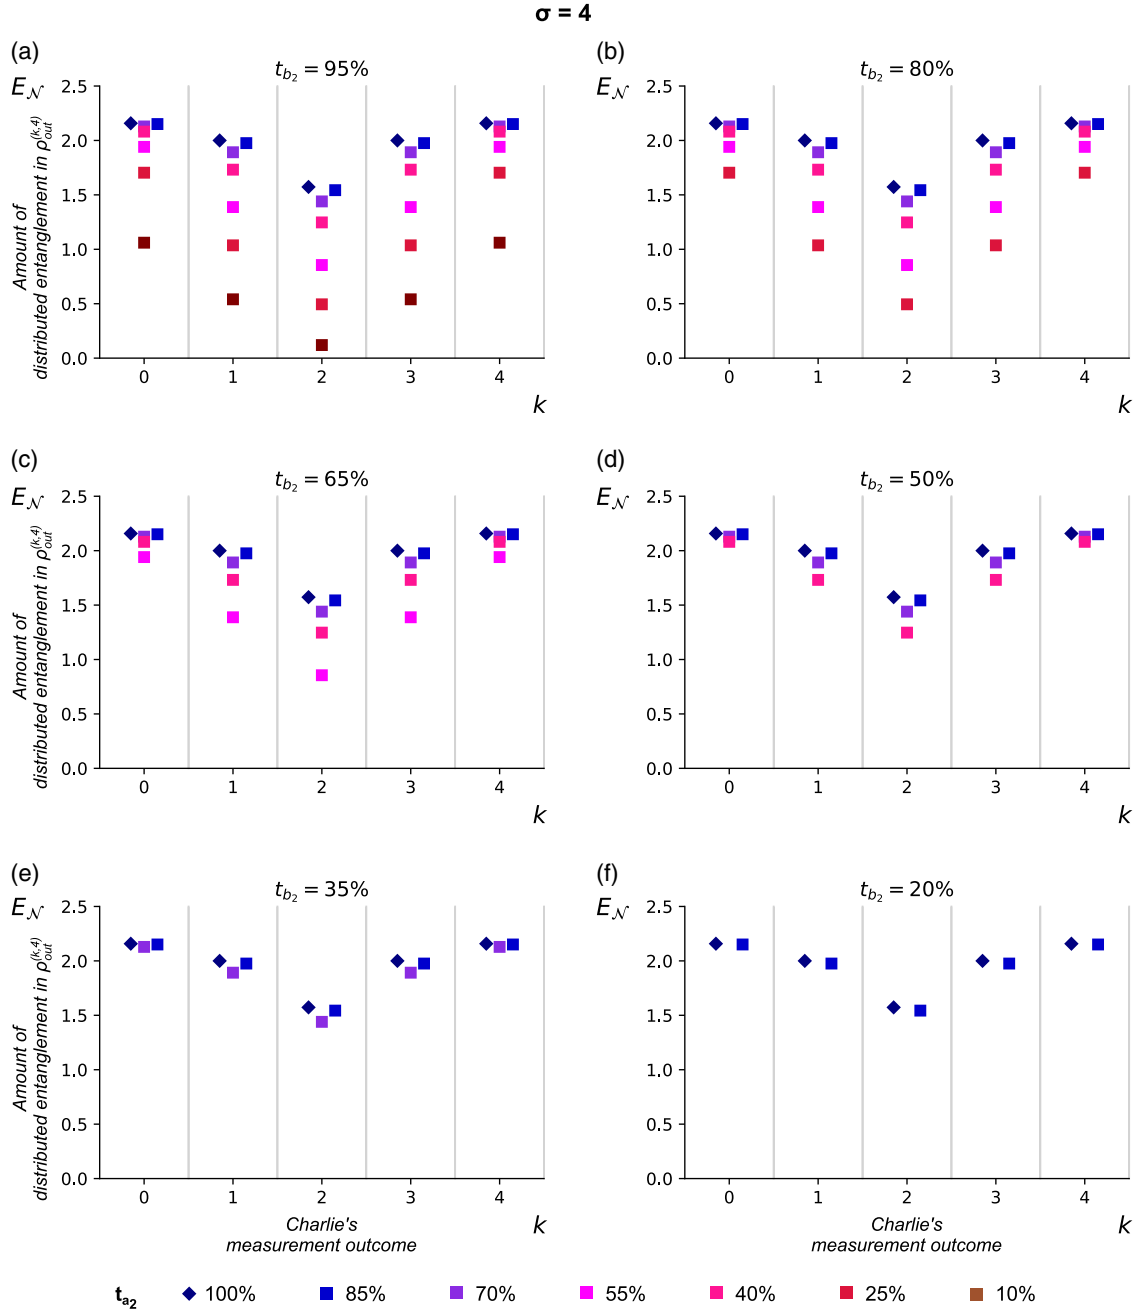 σ = 4
(a)
t_{b_2} = 95%
E_𝒩
Amount of
distributed entanglement in ρ_{out}^{(k,4)}
2.5
2.0
1.5
1.0
0.5
0.0
0 1 2 3 4
k
(b)
t_{b_2} = 80%
E_𝒩
2.5
2.0
1.5
1.0
0.5
0.0
0 1 2 3 4
k
(c)
t_{b_2} = 65%
E_𝒩
Amount of
distributed entanglement in ρ_{out}^{(k,4)}
2.5
2.0
1.5
1.0
0.5
0.0
0 1 2 3 4
k
(d)
t_{b_2} = 50%
E_𝒩
2.5
2.0
1.5
1.0
0.5
0.0
0 1 2 3 4
k
(e)
t_{b_2} = 35%
E_𝒩
Amount of
distributed entanglement in ρ_{out}^{(k,4)}
2.5
2.0
1.5
1.0
0.5
0.0
0 1 2 3 4
Charlie's
measurement outcome
k
(f)
t_{b_2} = 20%
E_𝒩
2.5
2.0
1.5
1.0
0.5
0.0
0 1 2 3 4
Charlie's
measurement outcome
k
t_{a_2} 100% 85% 70% 55% 40% 25% 10%